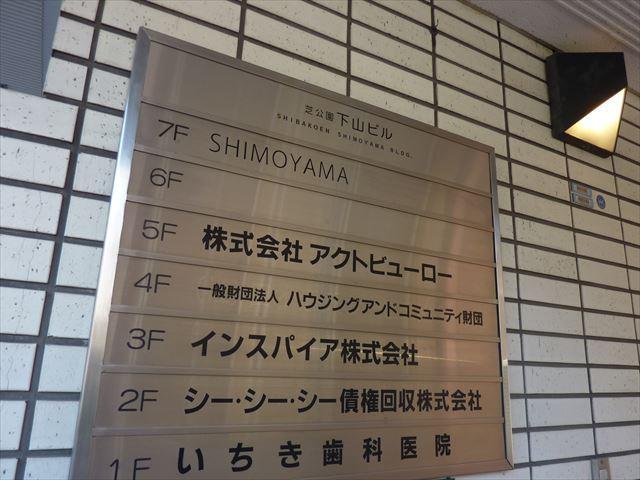 芝公園 下山ビル
SHIBAKOEN SHIMOYAMA BLDG.
7F SHIMOYAMA
6F
5F 株式会社 アクトビューロー
4F 一般財団法人 ハウジングアンドコミュニティ財団
3F インスパイア株式会社
2F シー・シー・シー債権回収株式会社
1F いちき歯科医院